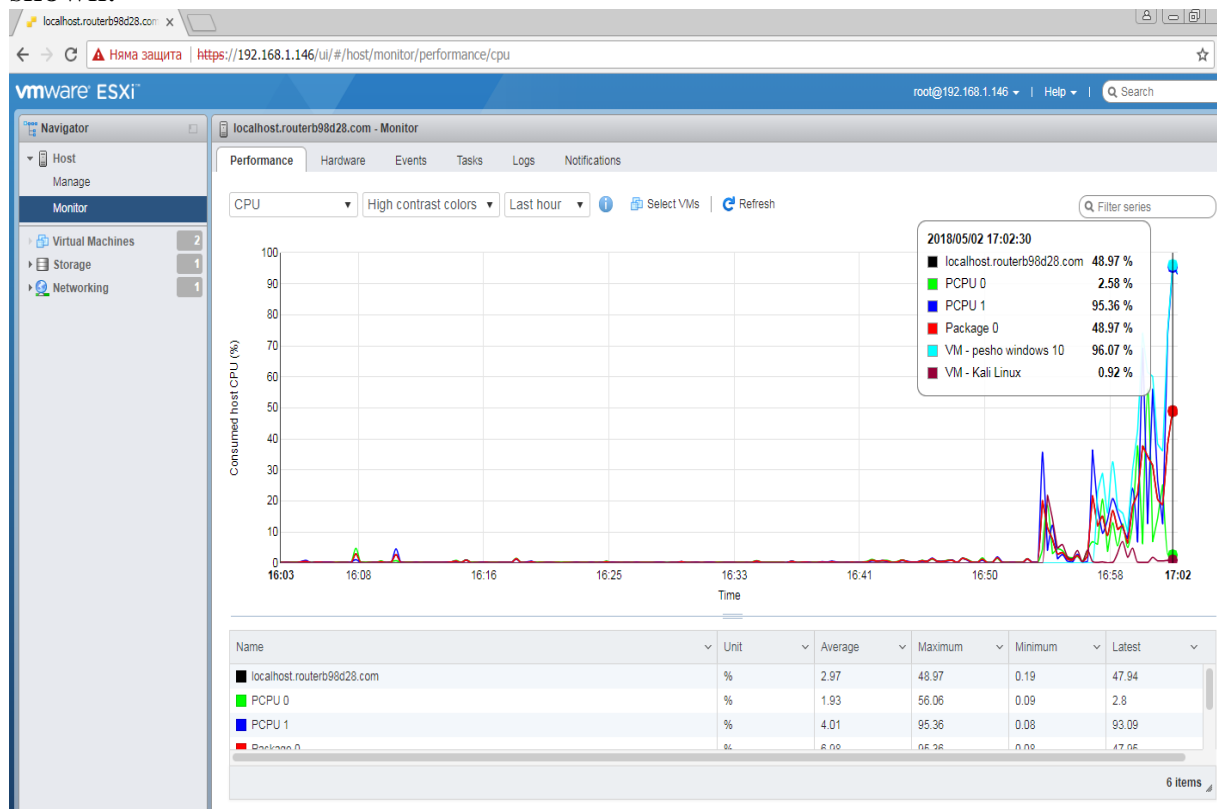 localhost.routerb98d28.com
Няма защита | https://192.168.1.146/ui/#/host/monitor/performance/cpu
vmware ESXi™
root@192.168.1.146 | Help | Search
Navigator
Host
Manage
Monitor
Virtual Machines 2
Storage 1
Networking 1
localhost.routerb98d28.com - Monitor
Performance Hardware Events Tasks Logs Notifications
CPU High contrast colors Last hour Select VMs | Refresh
Filter series
2018/05/02 17:02:30
localhost.routerb98d28.com 48.97 %
PCPU 0 2.58 %
PCPU 1 95.36 %
Package 0 48.97 %
VM - pesho windows 10 96.07 %
VM - Kali Linux 0.92 %
Consumed host CPU (%)
100
90
80
70
60
50
40
30
20
10
0
16:03 16:08 16:16 16:25 16:33 16:41 16:50 16:58 17:02
Time
Name Unit Average Maximum Minimum Latest
localhost.routerb98d28.com % 2.97 48.97 0.19 47.94
PCPU 0 % 1.93 56.06 0.09 2.8
PCPU 1 % 4.01 95.36 0.08 93.09
Package 0 %
6 items